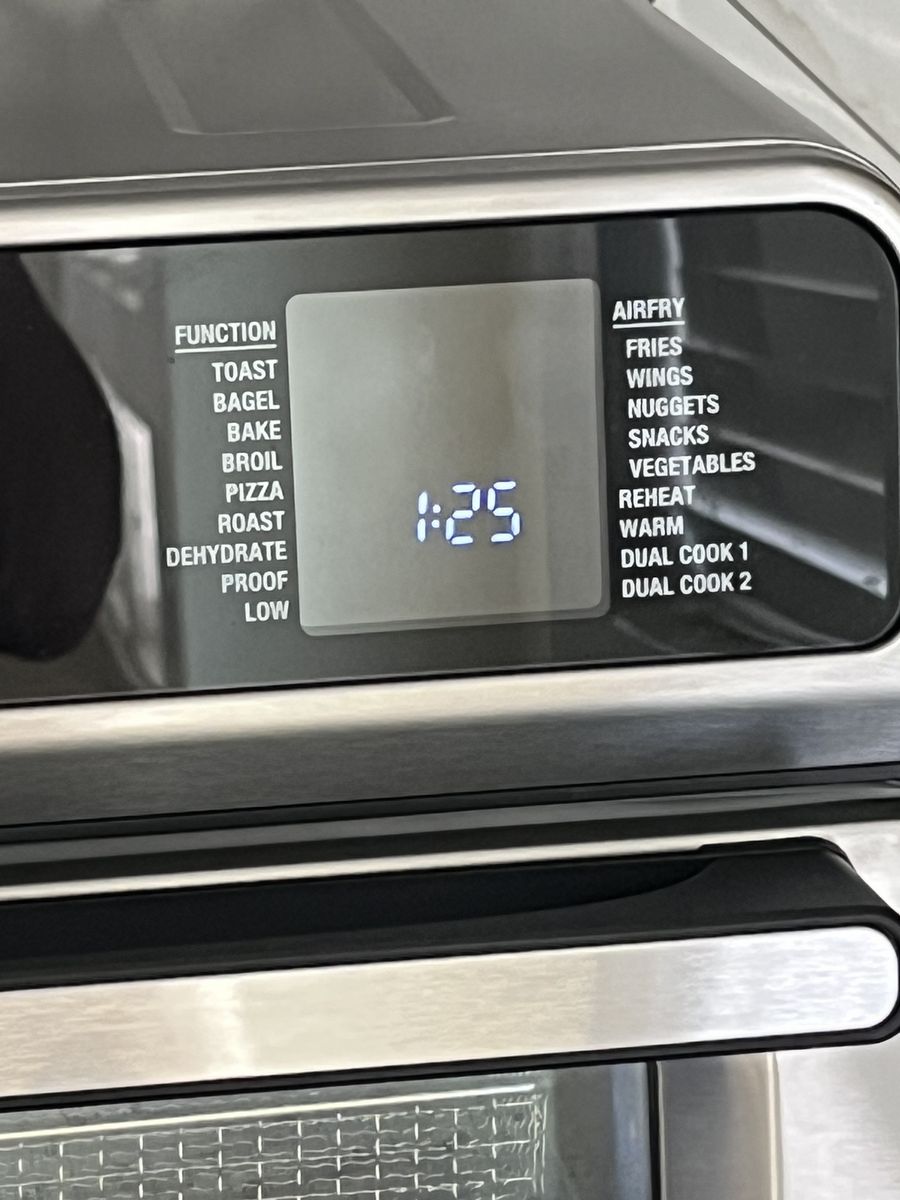 FUNCTION
TOAST
BAGEL
BAKE
BROIL
PIZZA
ROAST
DEHYDRATE
PROOF
LOW
1:25
AIRFRY
FRIES
WINGS
NUGGETS
SNACKS
VEGETABLES
REHEAT
WARM
DUAL COOK 1
DUAL COOK 2